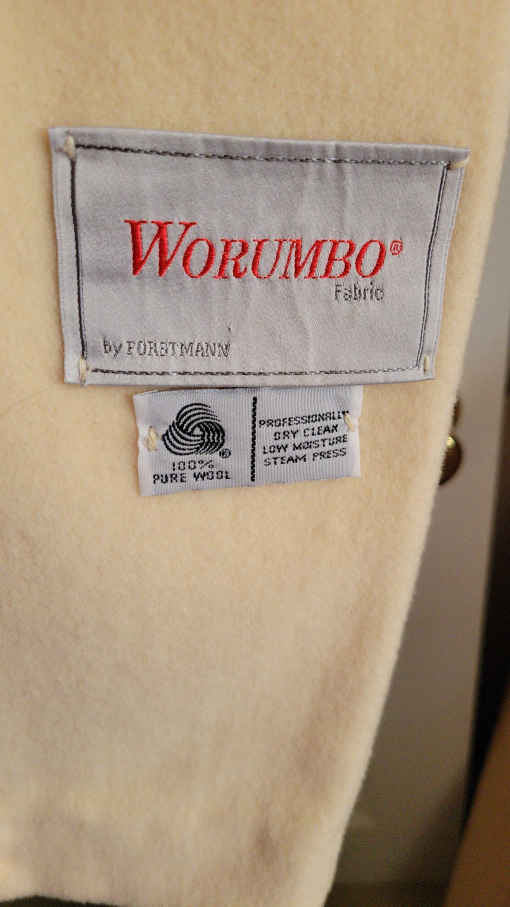 WORUMBO®
Fabric
by FORSTMANN
®
100%
PURE WOOL
PROFESSIONALLY
DRY CLEAN
LOW MOISTURE
STEAM PRESS